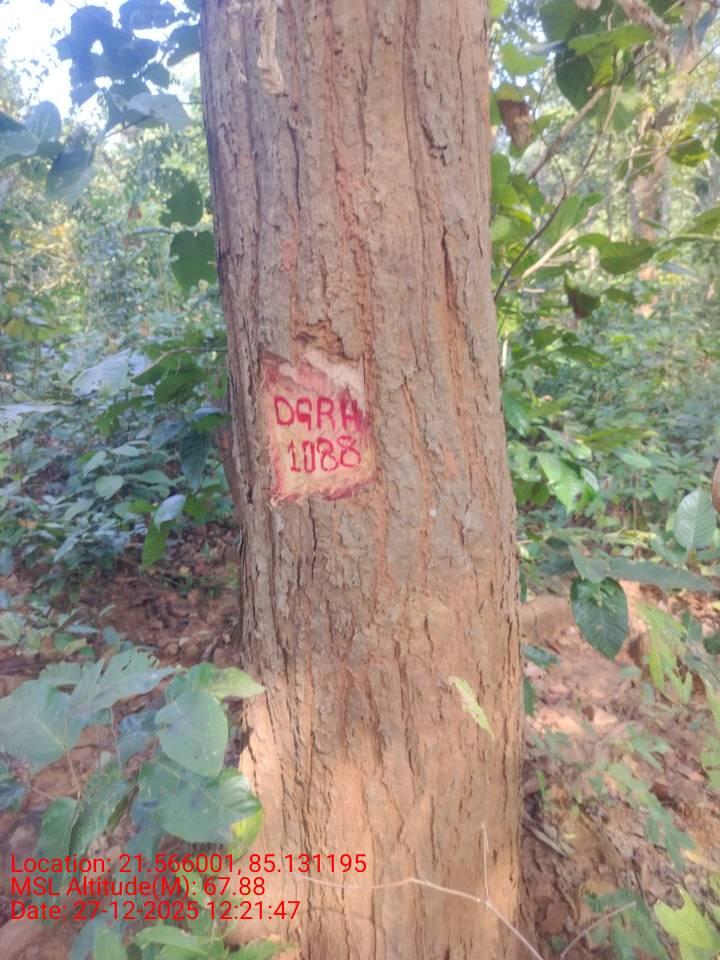 DGRH
1088
Location: 21.566001, 85.131195
MSL Altitude(M): 67.88
Date: 27-12-2025 12:21:47